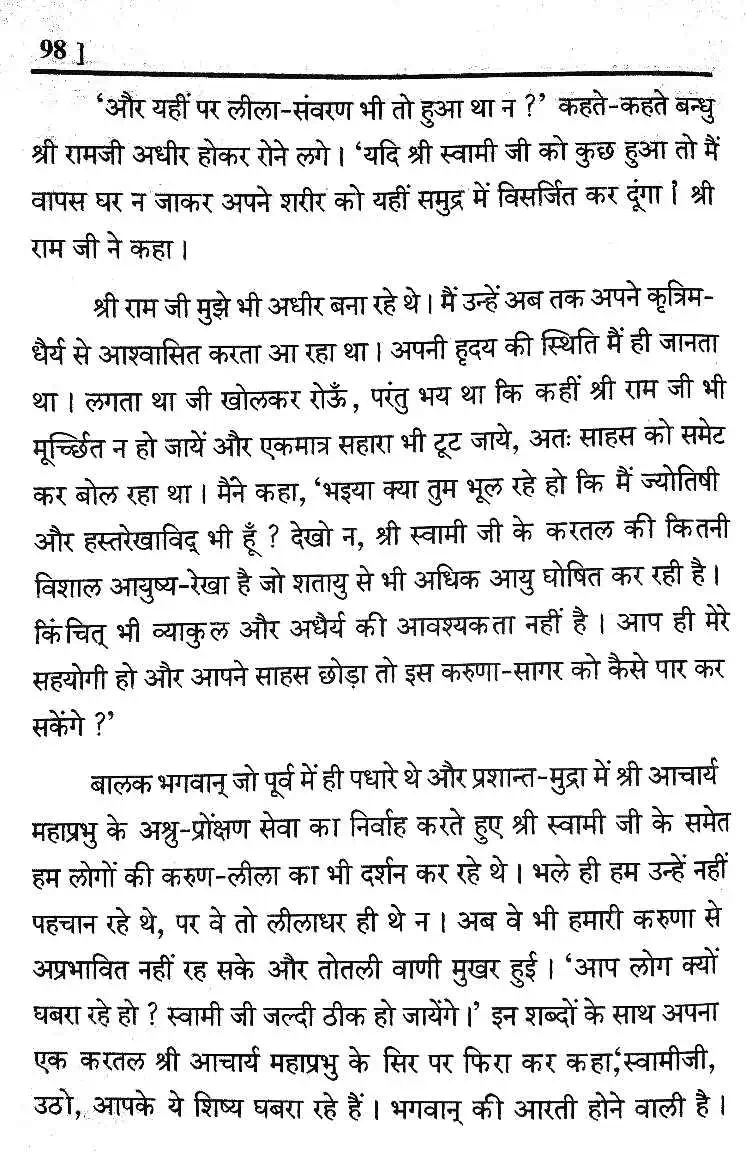 98 ]
‘और यहीं पर लीला-संवरण भी तो हुआ था न ?’ कहते-कहते बन्धु
श्री रामजी अधीर होकर रोने लगे। ‘यदि श्री स्वामी जी को कुछ हुआ तो मैं
वापस घर न जाकर अपने शरीर को यहीं समुद्र में विसर्जित कर दूंगा। श्री
राम जी ने कहा।
श्री राम जी मुझे भी अधीर बना रहे थे। मैं उन्हें अब तक अपने कृत्रिम-
धैर्य से आश्वासित करता आ रहा था। अपनी हृदय की स्थिति मैं ही जानता
था। लगता था जी खोलकर रोऊँ, परंतु भय था कि कहीं श्री राम जी भी
मूर्च्छित न हो जायें और एकमात्र सहारा भी टूट जाये, अतः साहस को समेट
कर बोल रहा था। मैंने कहा, ‘भइया क्या तुम भूल रहे हो कि मैं ज्योतिषी
और हस्तरेखाविद् भी हूँ ? देखो न, श्री स्वामी जी के करतल की कितनी
विशाल आयुष्य-रेखा है जो शतायु से भी अधिक आयु घोषित कर रही है।
किंचित् भी व्याकुल और अधैर्य की आवश्यकता नहीं है। आप ही मेरे
सहयोगी हो और आपने साहस छोड़ा तो इस करुणा-सागर को कैसे पार कर
सकेंगे ?’
बालक भगवान् जो पूर्व में ही पधारे थे और प्रशान्त-मुद्रा में श्री आचार्य
महाप्रभु के अश्रु-प्रोंक्षण सेवा का निर्वाह करते हुए श्री स्वामी जी के समेत
हम लोगों की करुण-लीला का भी दर्शन कर रहे थे। भले ही हम उन्हें नहीं
पहचान रहे थे, पर वे तो लीलाधर ही थे न। अब वे भी हमारी करुणा से
अप्रभावित नहीं रह सके और तोतली वाणी मुखर हुई। ‘आप लोग क्यों
घबरा रहे हो ? स्वामी जी जल्दी ठीक हो जायेंगे।’ इन शब्दों के साथ अपना
एक करतल श्री आचार्य महाप्रभु के सिर पर फिरा कर कहा,‘स्वामीजी,
उठो, आपके ये शिष्य घबरा रहे हैं। भगवान् की आरती होने वाली है।